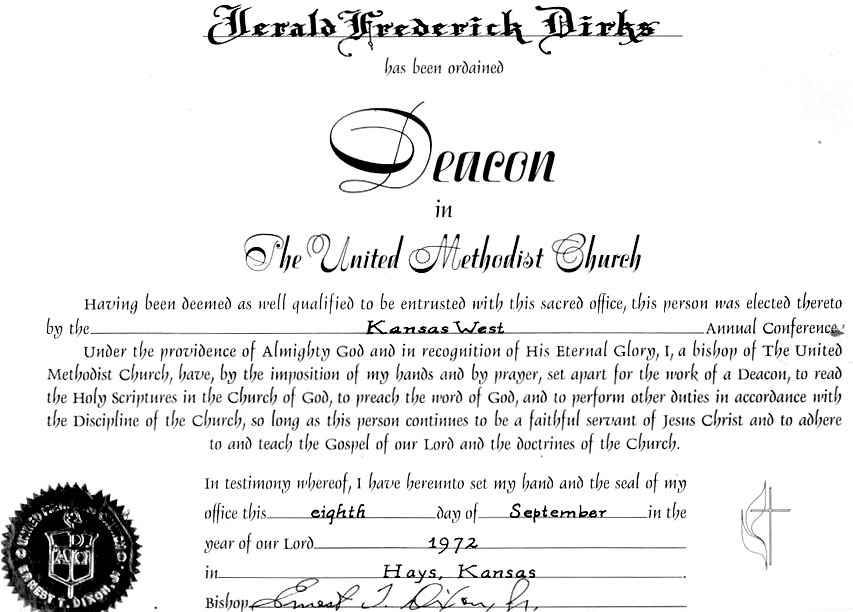 Jerald Frederick Dirks
has been ordained
Deacon
in
The United Methodist Church
Having been deemed as well qualified to be entrusted with this sacred office, this person was elected thereto
by the Kansas West Annual Conference.
Under the providence of Almighty God and in recognition of His Eternal Glory, I, a bishop of The United
Methodist Church, have, by the imposition of my hands and by prayer, set apart for the work of a Deacon, to read
the Holy Scriptures in the Church of God, to preach the word of God, and to perform other duties in accordance with
the Discipline of the Church, so long as this person continues to be a faithful servant of Jesus Christ and to adhere
to and teach the Gospel of our Lord and the doctrines of the Church.
In testimony whereof, I have hereunto set my hand and the seal of my
office this eighth day of September in the
year of our Lord 1972
in Hays, Kansas.
Bishop Ernest T. Dixon, Jr.
ERNEST T. DIXON, JR.